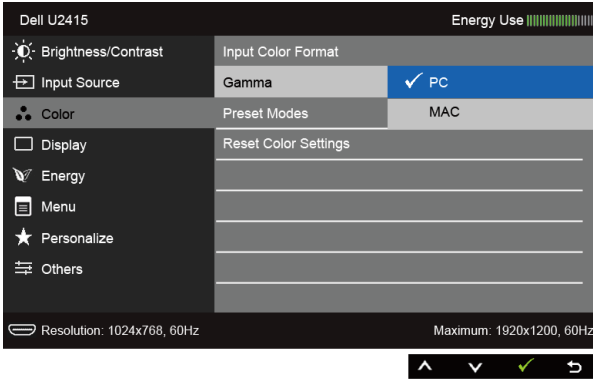 Dell U2415
Energy Use
Brightness/Contrast
Input Source
Color
Display
Energy
Menu
Personalize
Others
Input Color Format
Gamma
Preset Modes
Reset Color Settings
PC
MAC
Resolution: 1024x768, 60Hz
Maximum: 1920x1200, 60Hz